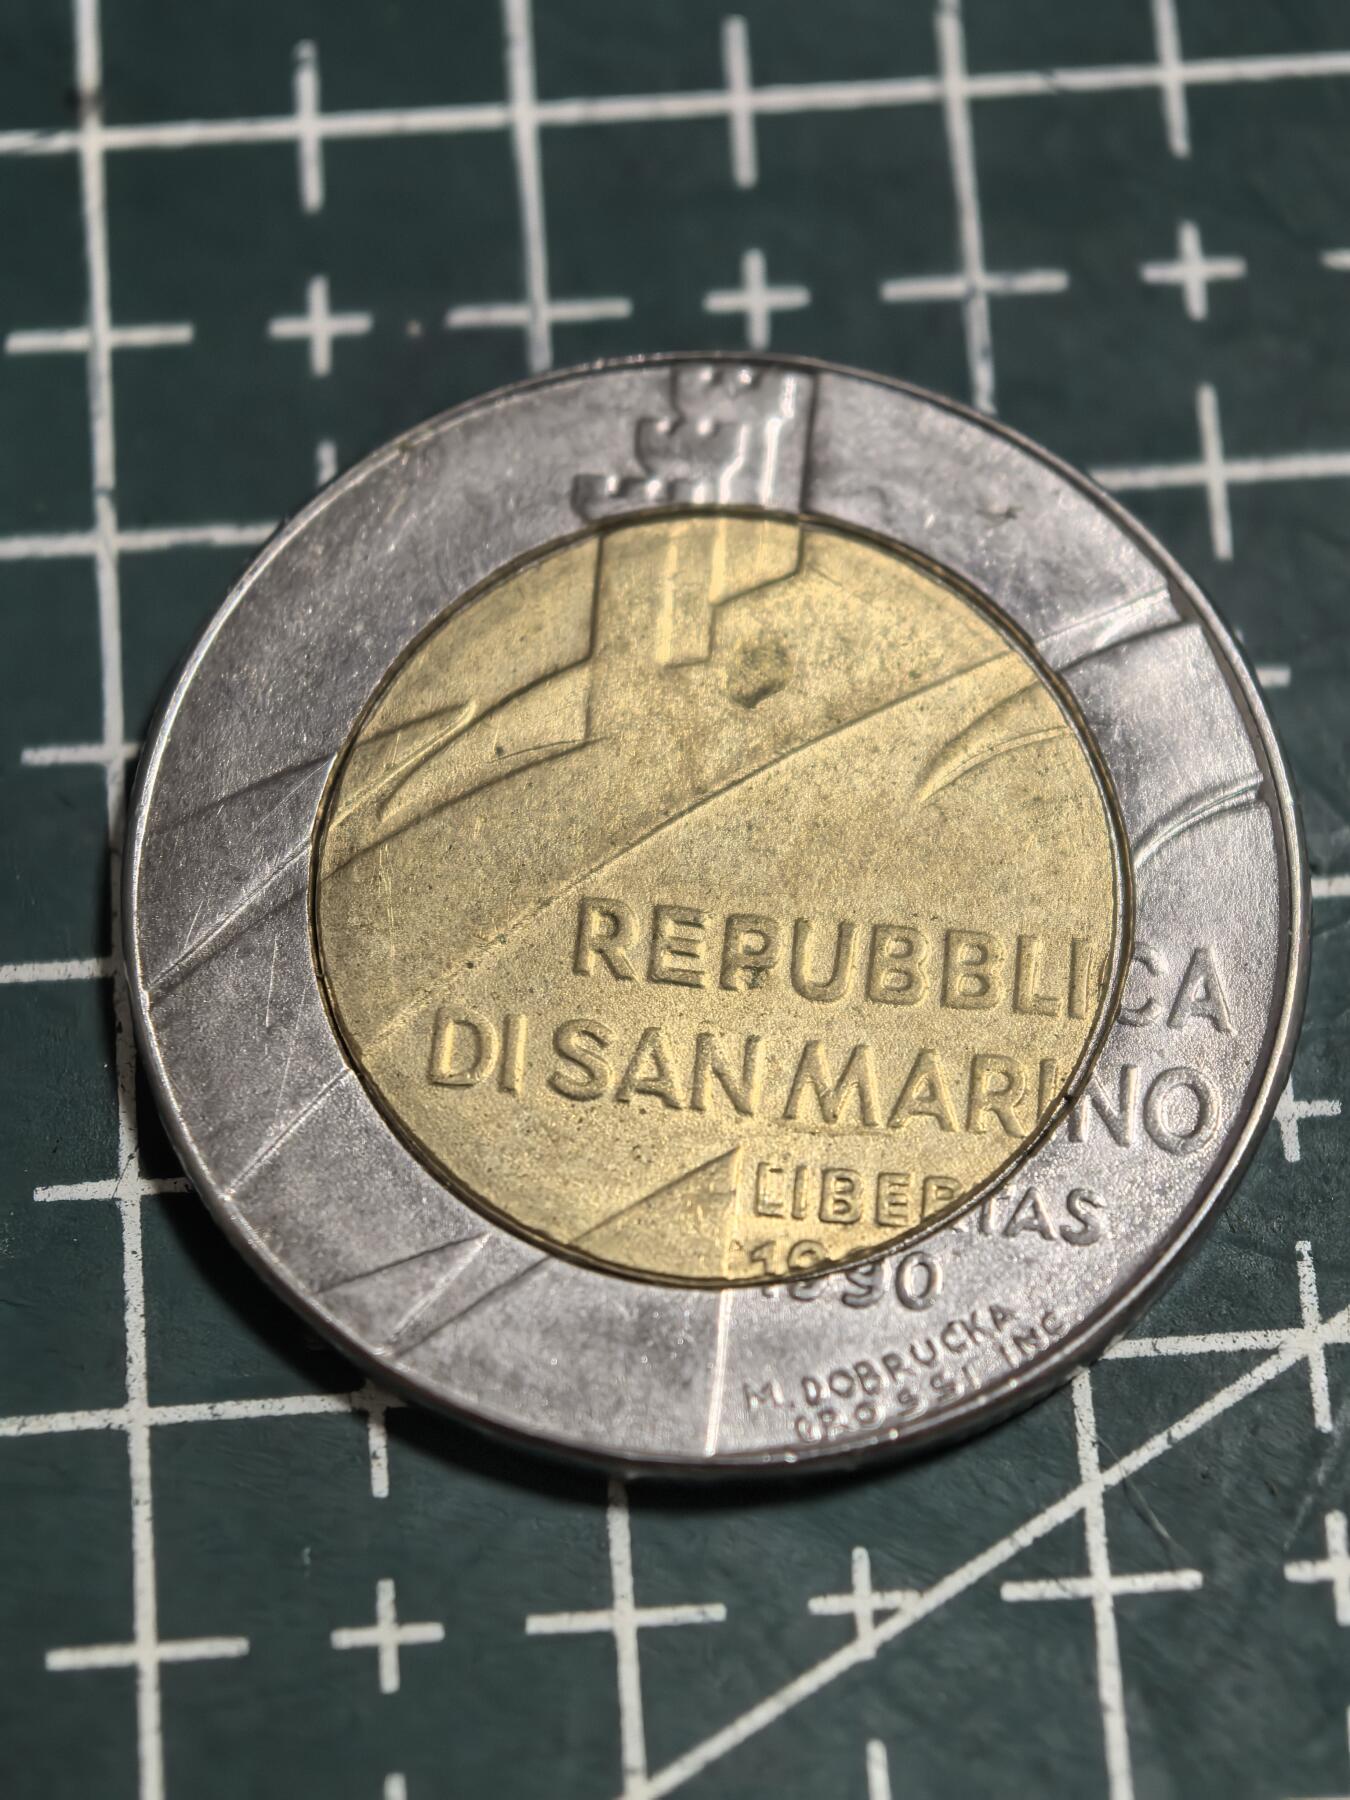 REPUBBLICA
DI SAN MARINO
LIBERTAS
1990
M. DOBRUCKA
CROSSI INC.